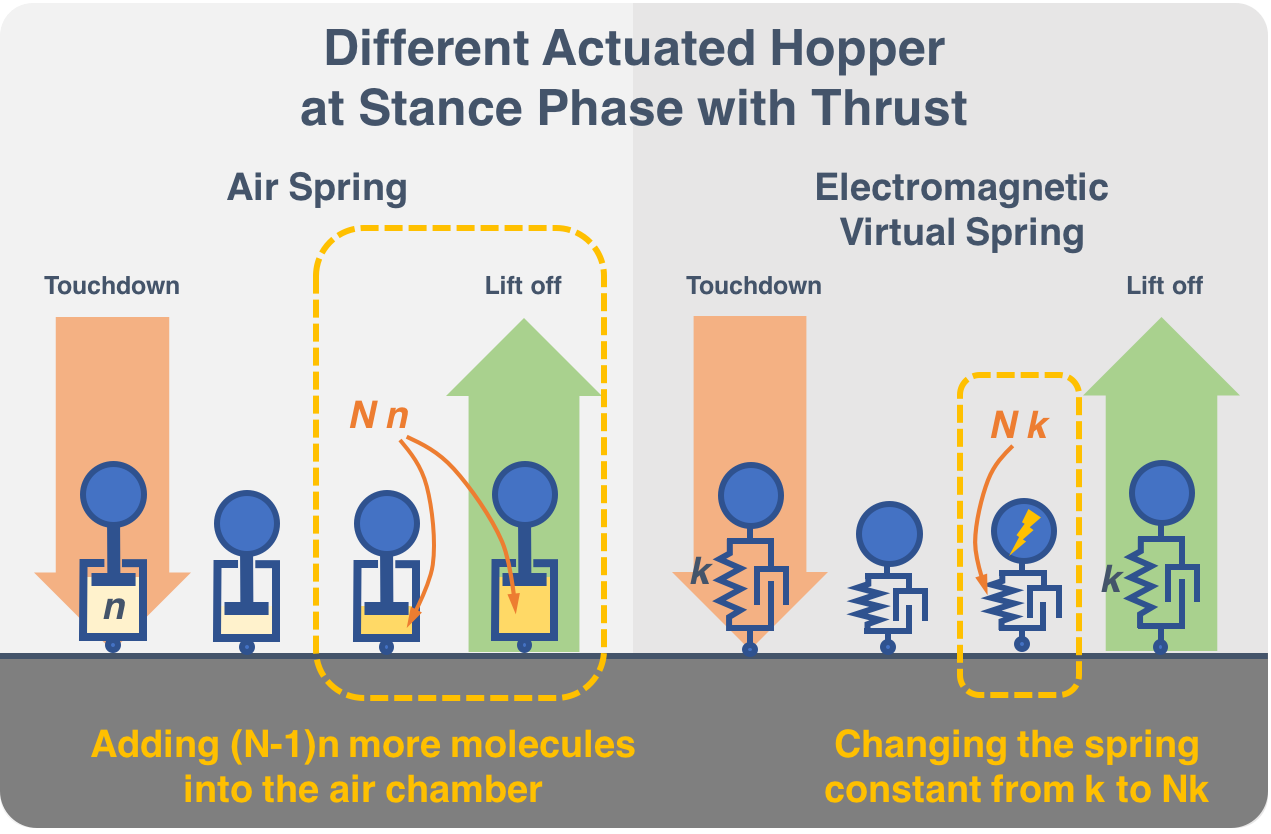 Different Actuated Hopper
at Stance Phase with Thrust
Air Spring
Touchdown
Lift off
N n
n
Adding (N-1)n more molecules
into the air chamber
Electromagnetic
Virtual Spring
Touchdown
Lift off
N k
k
k
Changing the spring
constant from k to Nk